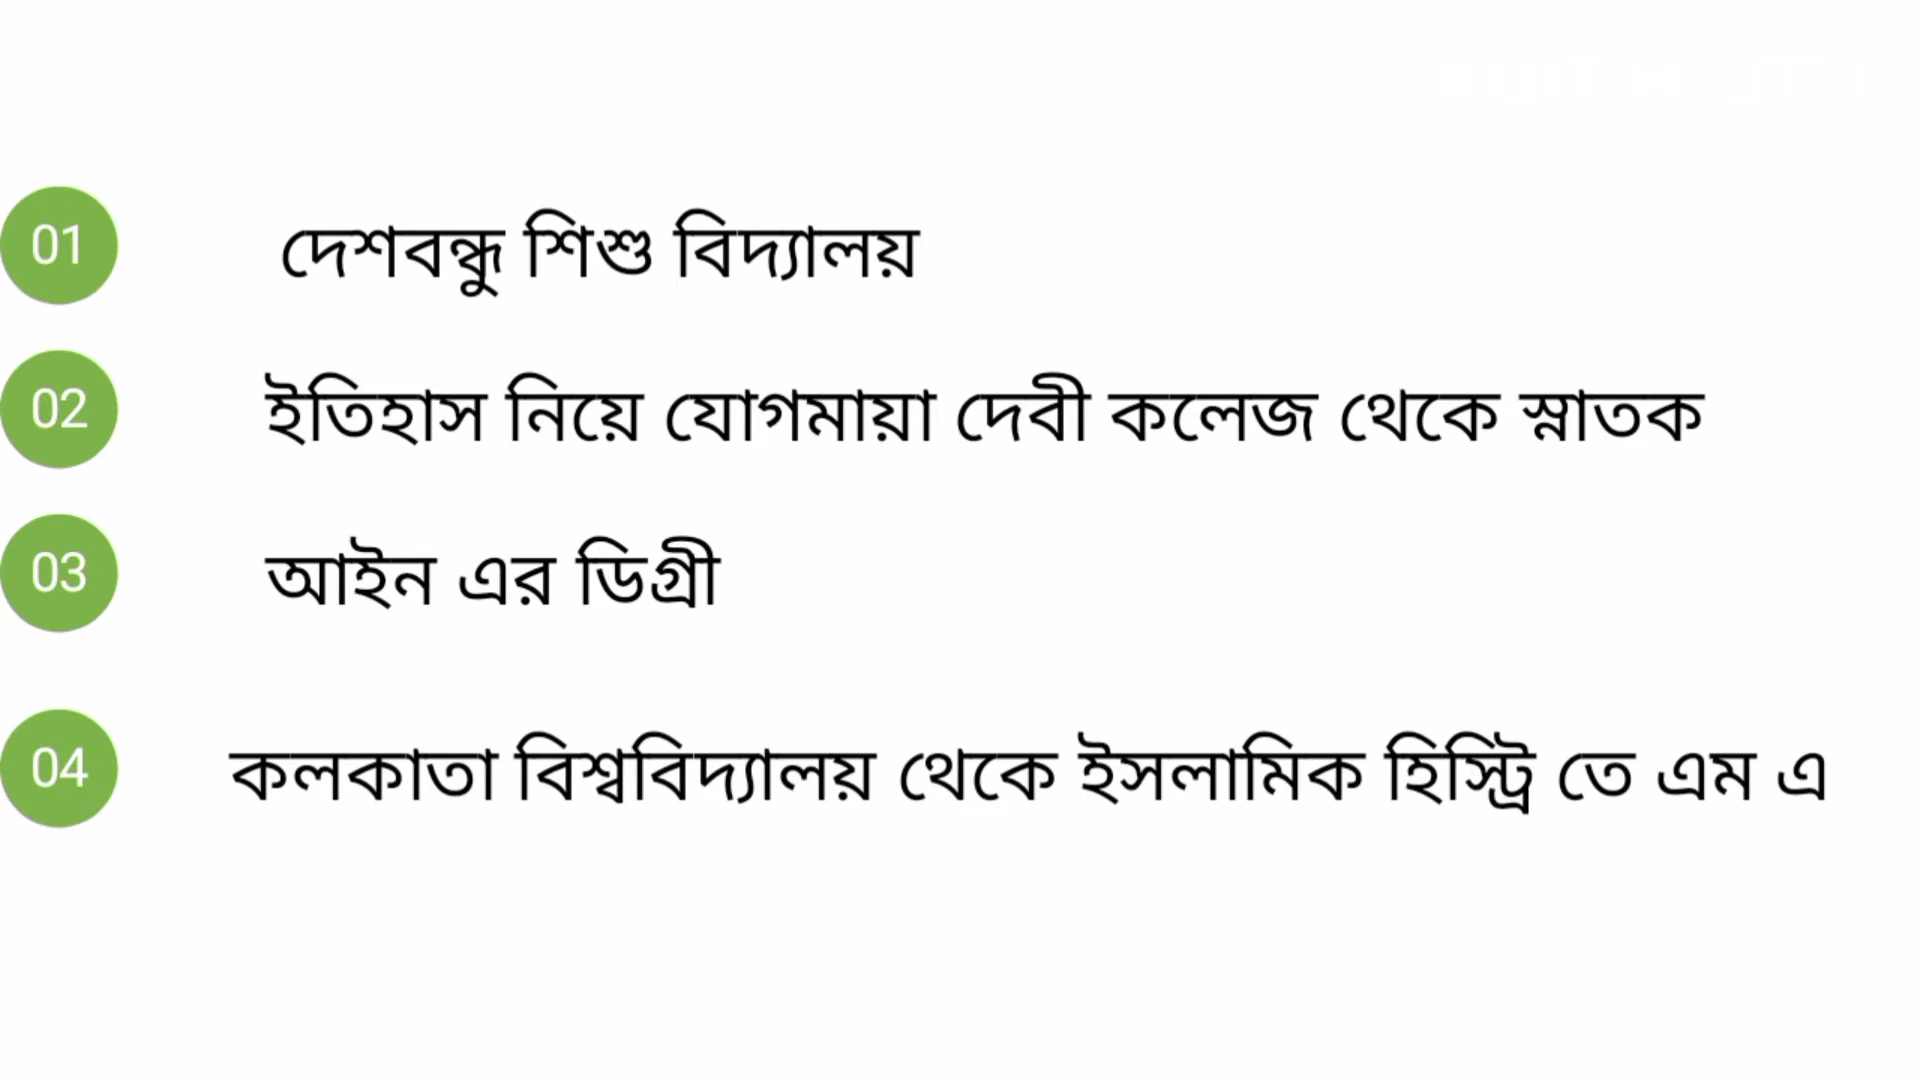 01 দেশবন্ধু শিশু বিদ্যালয়
02 ইতিহাস নিয়ে যোগমায়া দেবী কলেজ থেকে স্নাতক
03 আইন এর ডিগ্রী
04 কলকাতা বিশ্ববিদ্যালয় থেকে ইসলামিক হিস্ট্রি তে এম এ